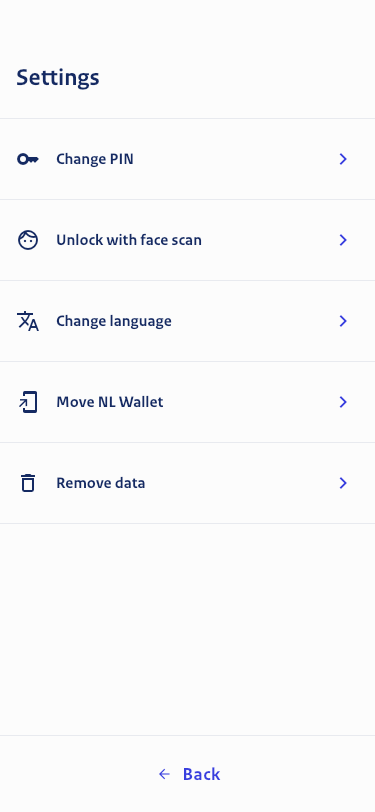 Settings
Change PIN
Unlock with face scan
Change language
Move NL Wallet
Remove data
Back